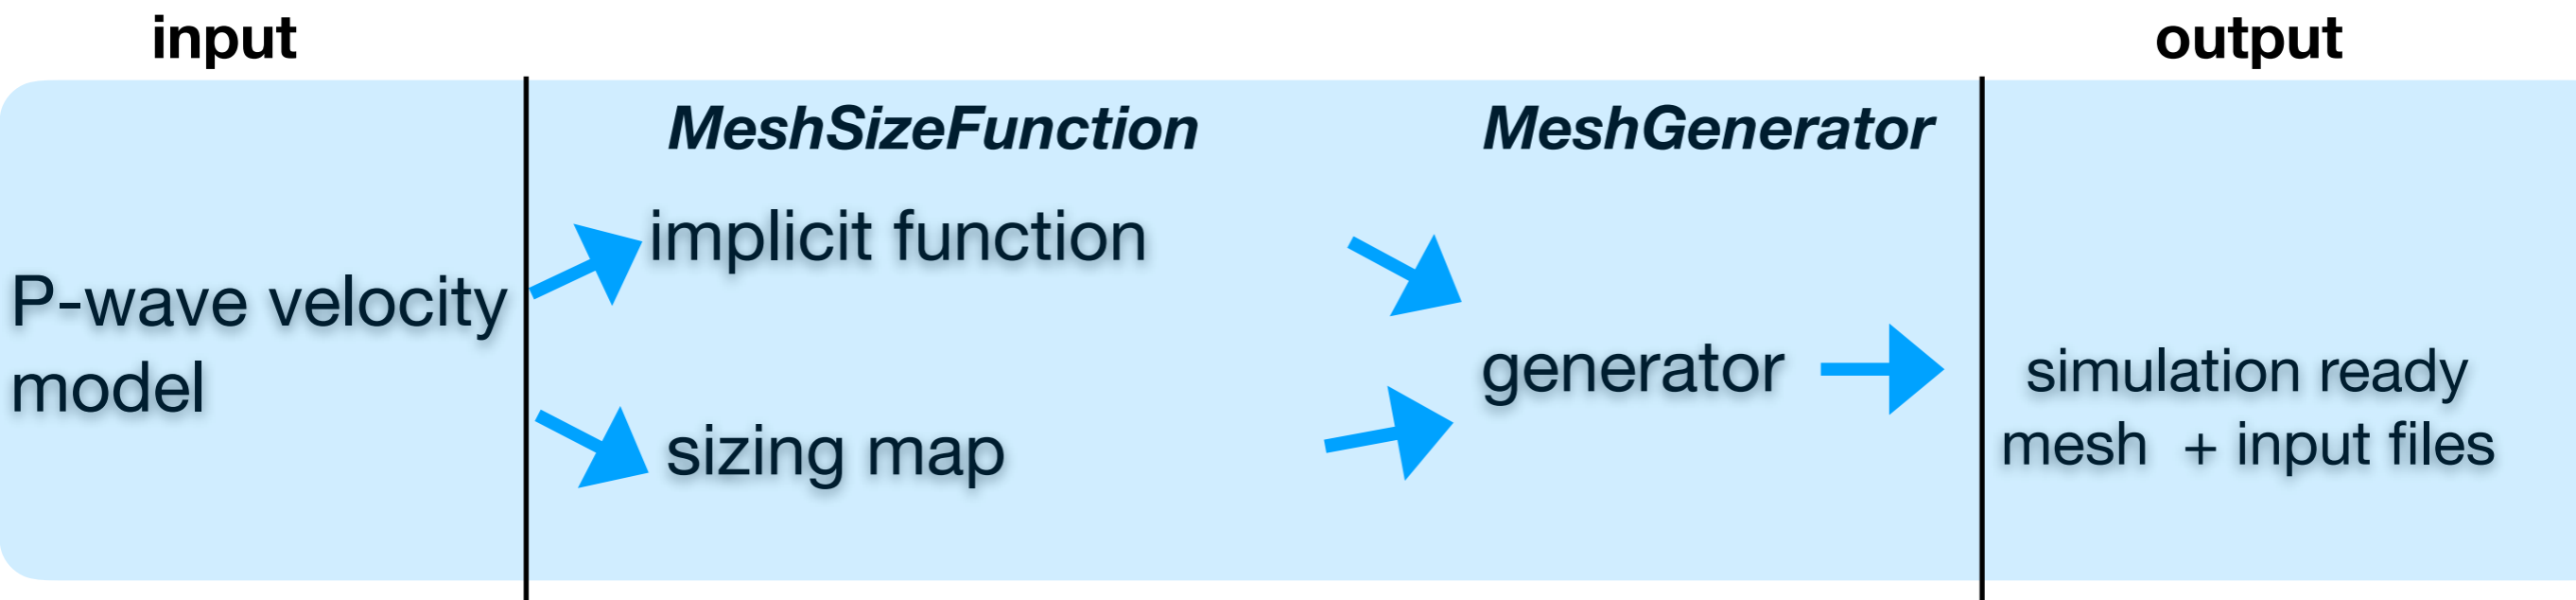 input
output
MeshSizeFunction
MeshGenerator
implicit function
P-wave velocity
model
generator
simulation ready
mesh + input files
sizing map